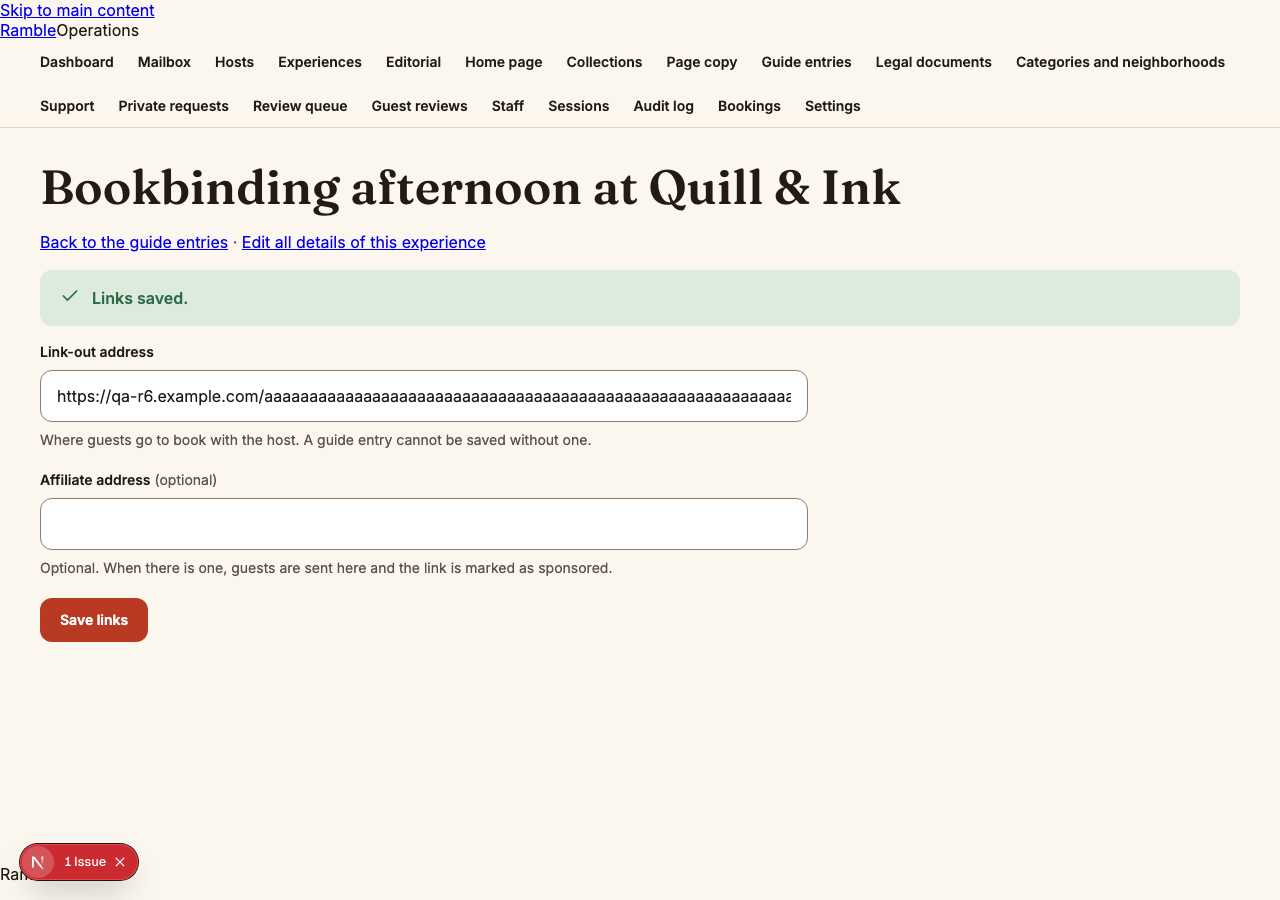 Skip to main content
RambleOperations
Dashboard Mailbox Hosts Experiences Editorial Home page Collections Page copy Guide entries Legal documents Categories and neighborhoods
Support Private requests Review queue Guest reviews Staff Sessions Audit log Bookings Settings
Bookbinding afternoon at Quill & Ink
Back to the guide entries · Edit all details of this experience
Links saved.
Link-out address
https://qa-r6.example.com/aaaaaaaaaaaaaaaaaaaaaaaaaaaaaaaaaaaaaaaaaaaaaaaaaaaaaaaaaaa
Where guests go to book with the host. A guide entry cannot be saved without one.
Affiliate address (optional)
Optional. When there is one, guests are sent here and the link is marked as sponsored.
Save links
1 Issue